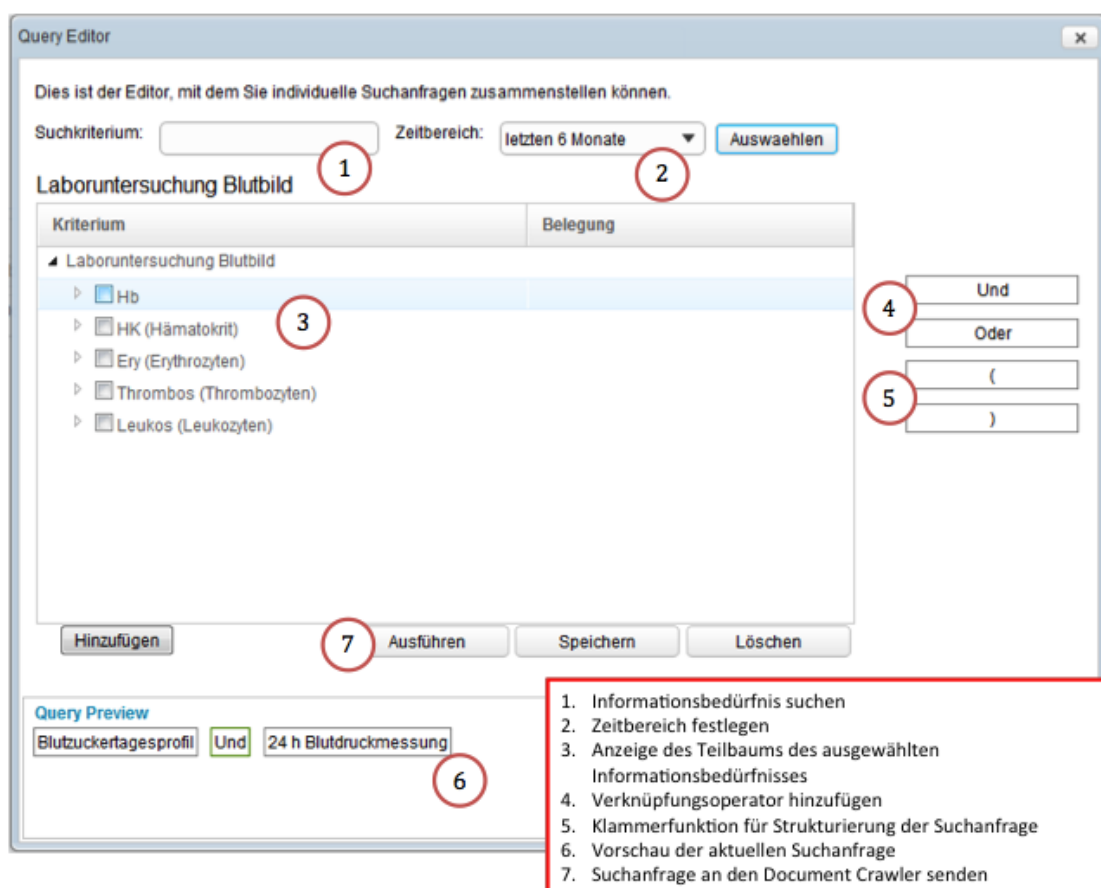 Query Editor
Dies ist der Editor, mit dem Sie individuelle Suchanfragen zusammenstellen können.
Suchkriterium: Zeitbereich: letzten 6 Monate Auswaehlen
1
2
Laboruntersuchung Blutbild
Kriterium Belegung
Laboruntersuchung Blutbild
Hb
3
HK (Hämatokrit)
Ery (Erythrozyten)
Thrombos (Thrombozyten)
Leukos (Leukozyten)
4
Und
Oder
5
(
)
Hinzufügen
7
Ausführen Speichern Löschen
Query Preview
Blutzuckertagesprofil Und 24 h Blutdruckmessung
6
1. Informationsbedürfnis suchen
2. Zeitbereich festlegen
3. Anzeige des Teilbaums des ausgewählten
Informationsbedürfnisses
4. Verknüpfungsoperator hinzufügen
5. Klammerfunktion für Strukturierung der Suchanfrage
6. Vorschau der aktuellen Suchanfrage
7. Suchanfrage an den Document Crawler senden